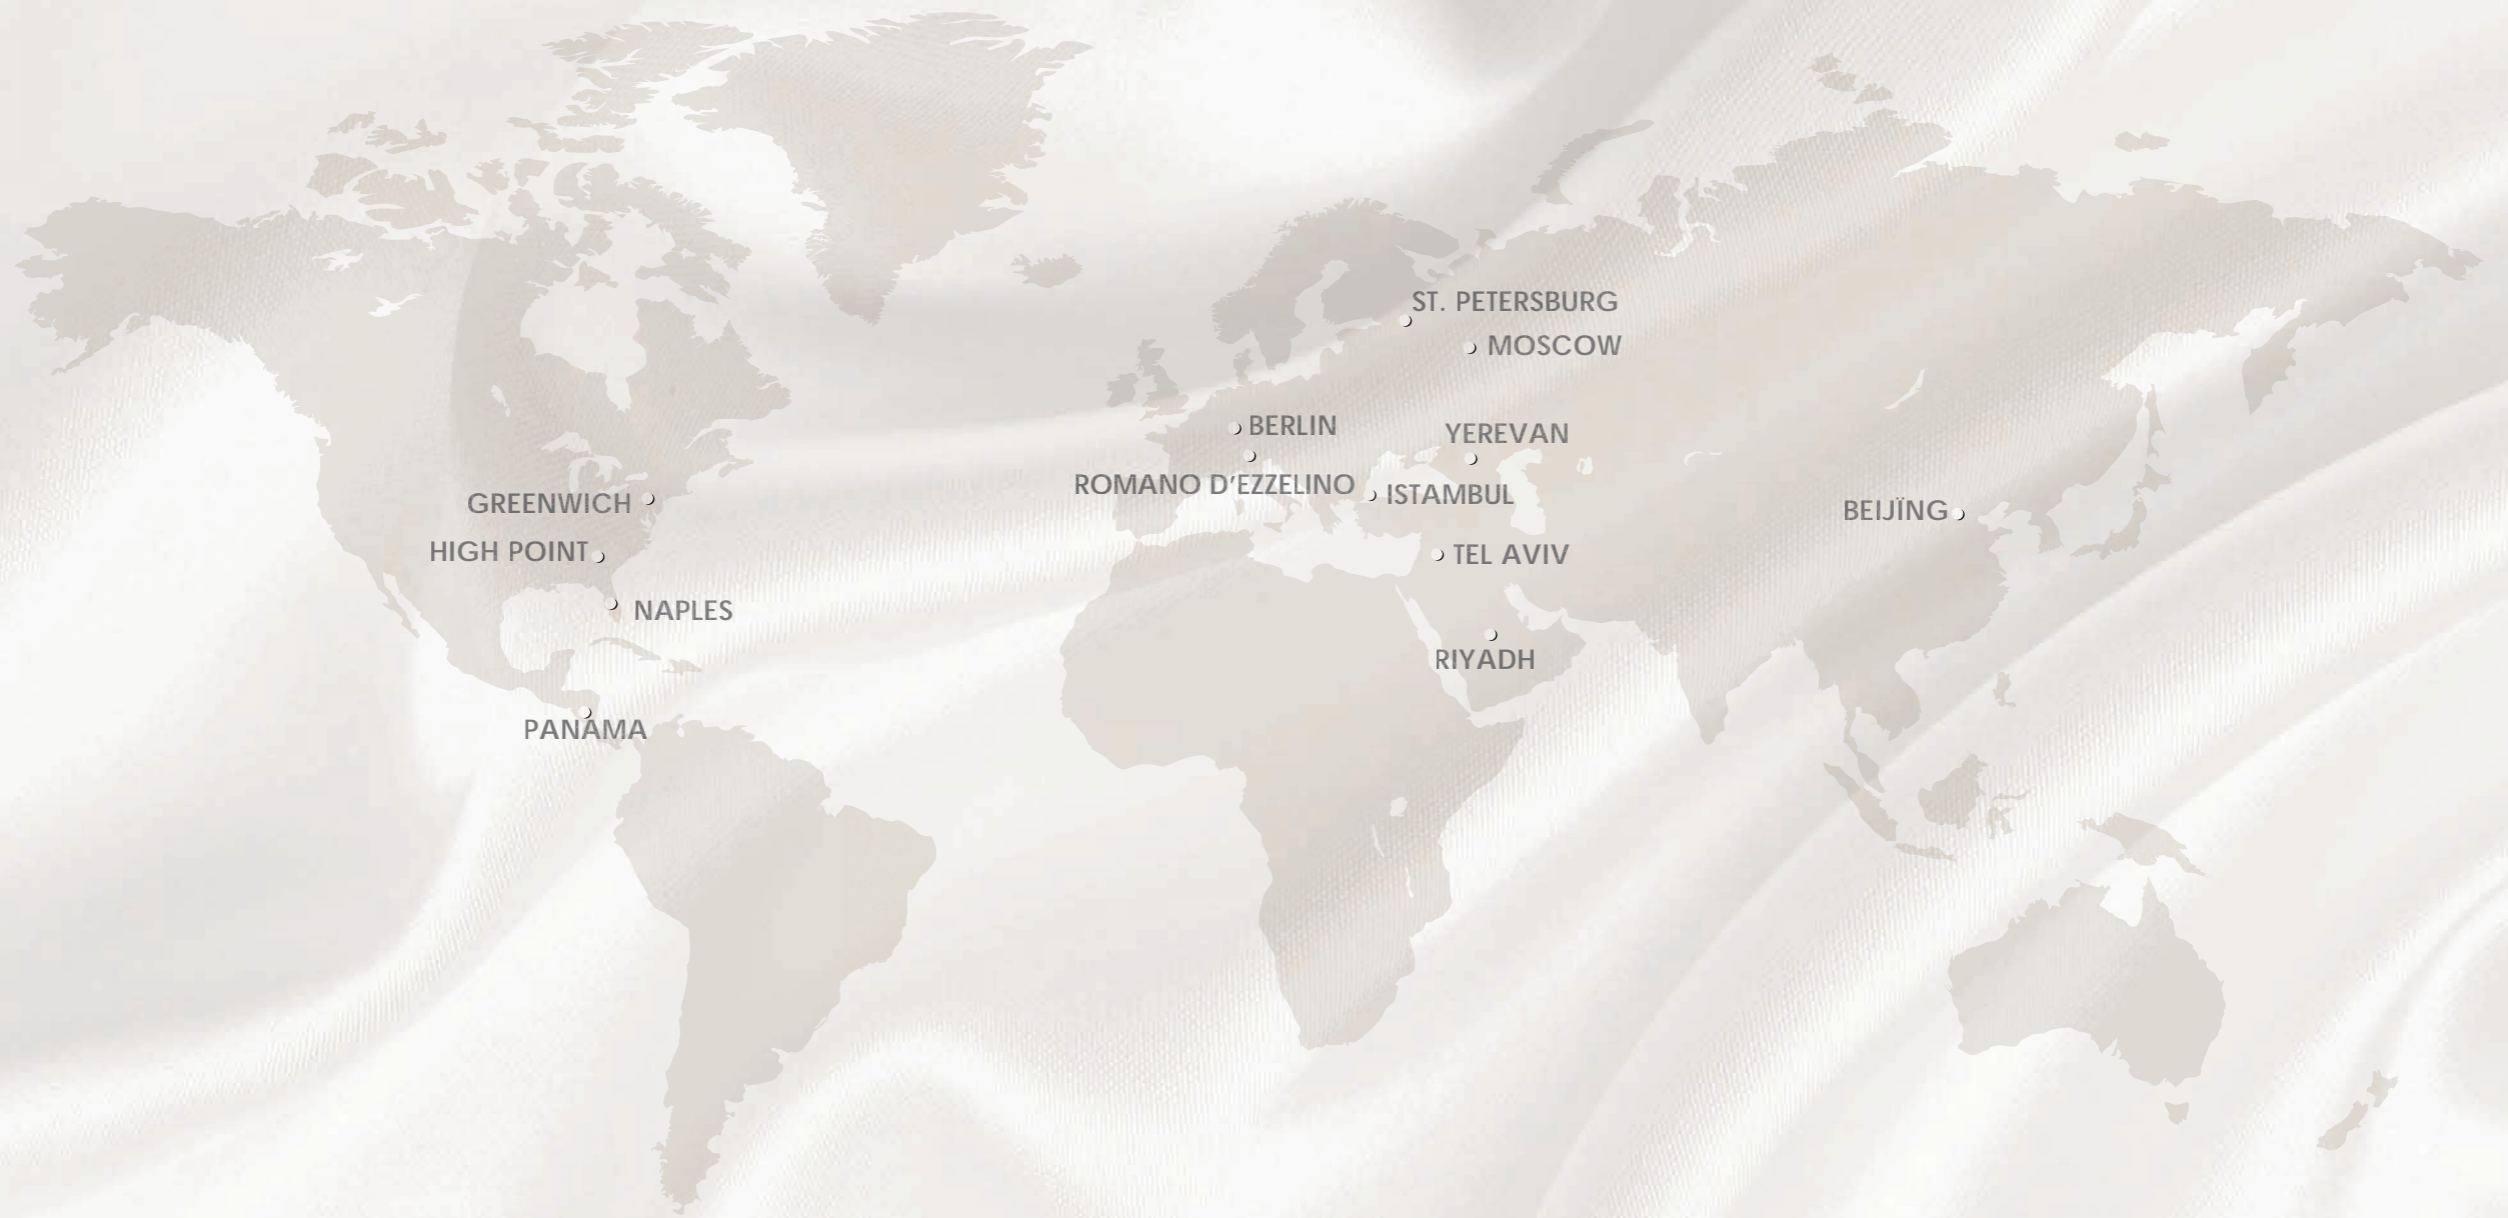 ST. PETERSBURG
MOSCOW
BERLIN
YEREVAN
ROMANO D’EZZELINO
ISTAMBUL
GREENWICH
BEIJÏNG
HIGH POINT
TEL AVIV
NAPLES
RIYADH
PANAMA